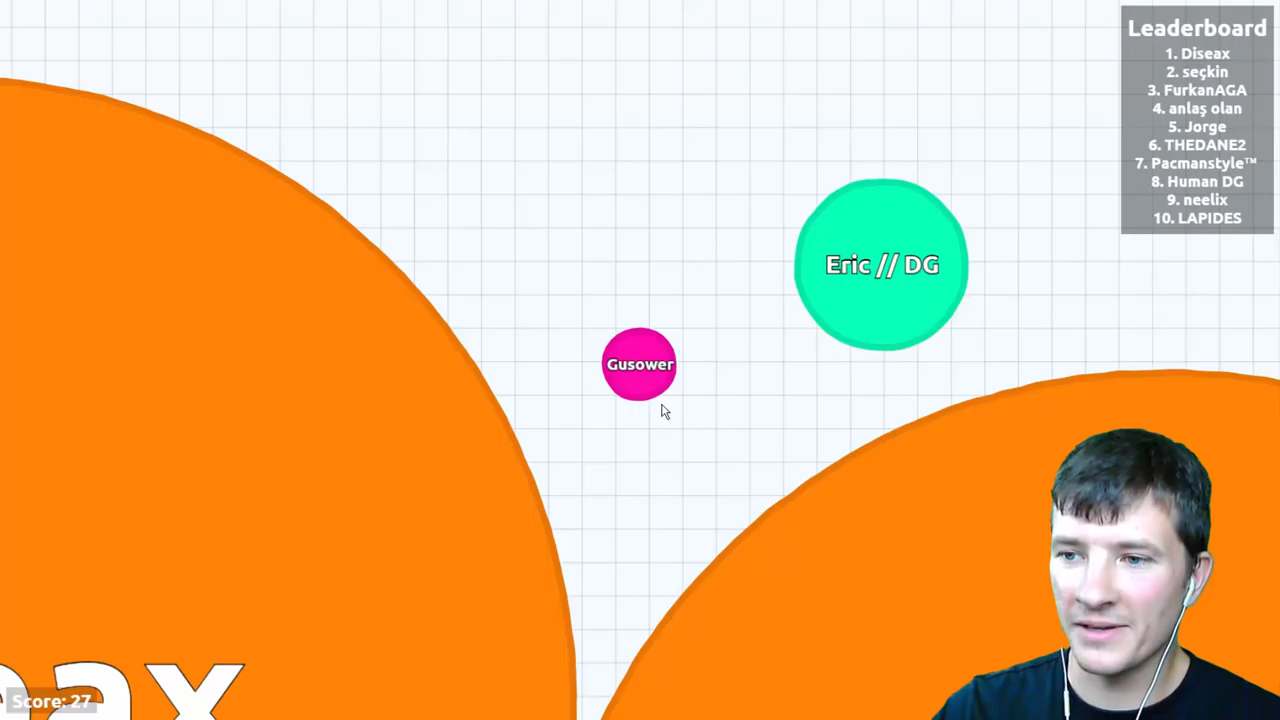 Leaderboard
1. Diseax
2. seçkin
3. FurkanAGA
4. anlaş olan
5. Jorge
6. THEDANE2
7. Pacmanstyle™
8. Human DG
9. neelix
10. LAPIDES
Eric // DG
Gusower
ax
Score: 27